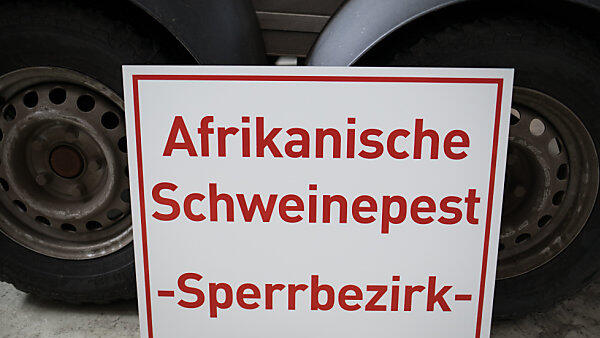 Afrikanische
Schweinepest
-Sperrbezirk-